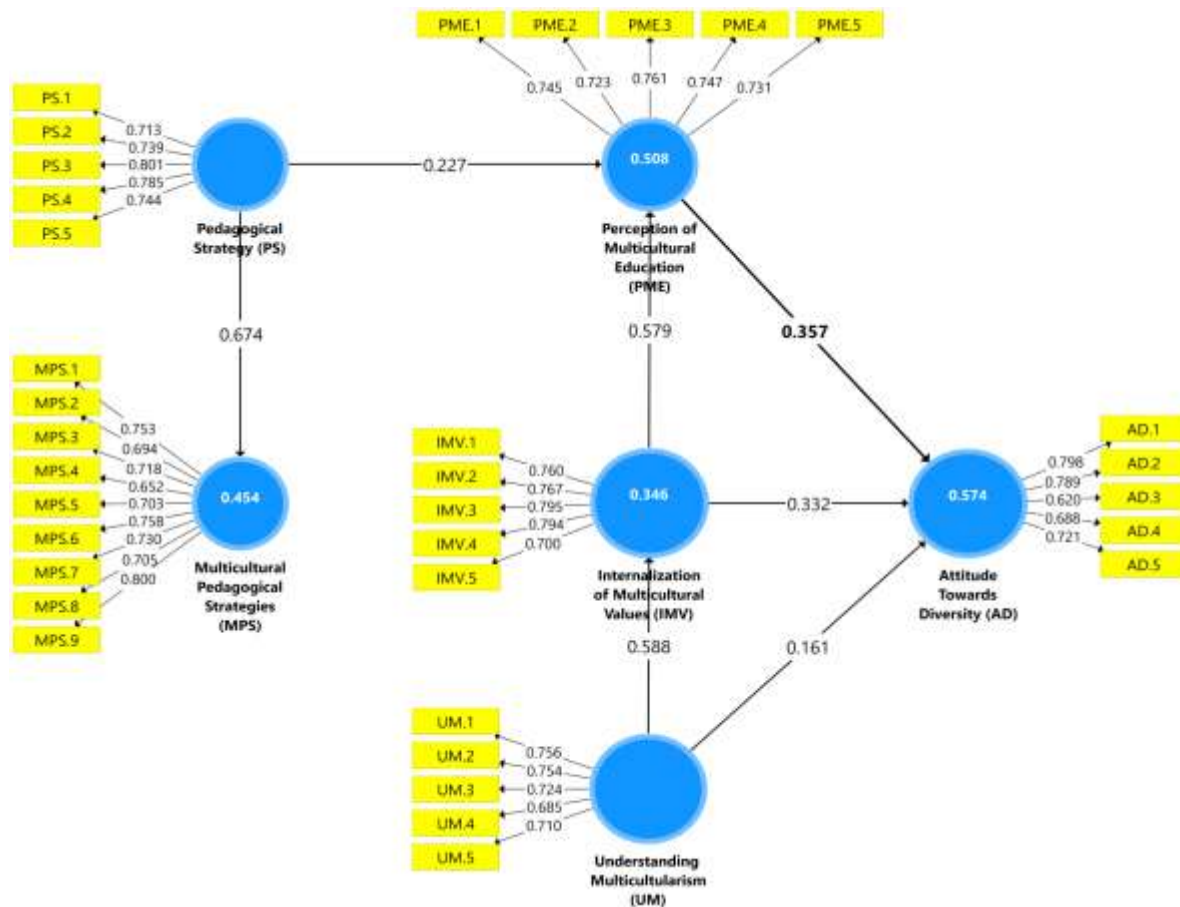 PME.1 PME.2 PME.3 PME.4 PME.5
0.745 0.723 0.761 0.747 0.731
PS.1
PS.2
PS.3
PS.4
PS.5
0.713
0.739
0.801
0.785
0.744
Pedagogical
Strategy (PS)
0.227
0.508
Perception of
Multicultural
Education
(PME)
0.674
0.579
0.357
MPS.1
MPS.2
MPS.3
MPS.4
MPS.5
MPS.6
MPS.7
MPS.8
MPS.9
0.753
0.694
0.718
0.652
0.703
0.758
0.730
0.705
0.800
0.454
Multicultural
Pedagogical
Strategies
(MPS)
IMV.1
IMV.2
IMV.3
IMV.4
IMV.5
0.760
0.767
0.795
0.794
0.700
0.346
Internalization
of Multicultural
Values (IMV)
0.332
0.574
Attitude
Towards
Diversity (AD)
0.798
0.789
0.620
0.688
0.721
AD.1
AD.2
AD.3
AD.4
AD.5
0.588
0.161
UM.1
UM.2
UM.3
UM.4
UM.5
0.756
0.754
0.724
0.685
0.710
Understanding
Multicultularism
(UM)